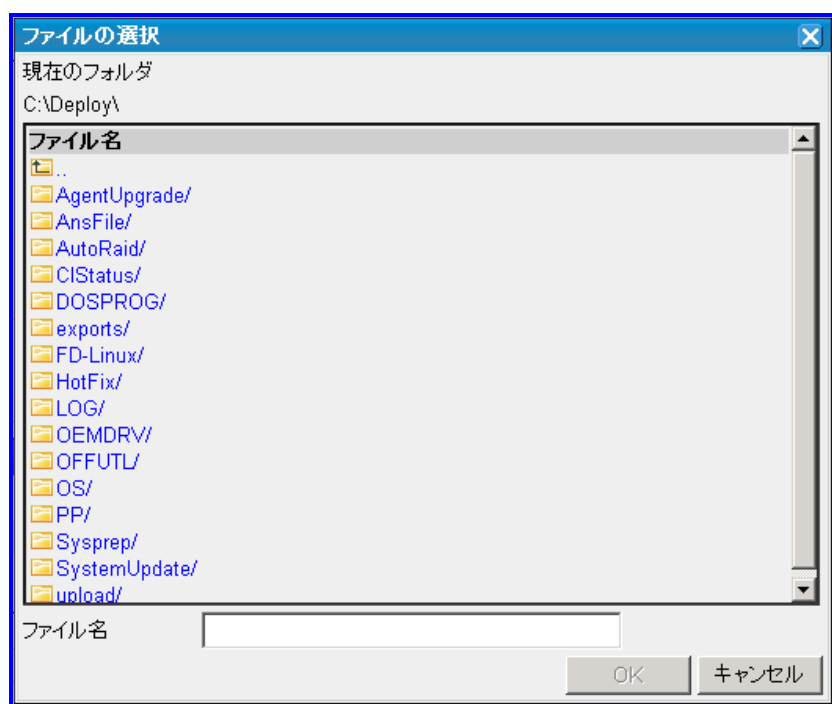 ファイルの選択
現在のフォルダ
C:\Deploy\
ファイル名
..
AgentUpgrade/
AnsFile/
AutoRaid/
CIStatus/
DOSPROG/
exports/
FD-Linux/
HotFix/
LOG/
OEMDRV/
OFFUTL/
OS/
PP/
Sysprep/
SystemUpdate/
upload/
ファイル名
OK キャンセル